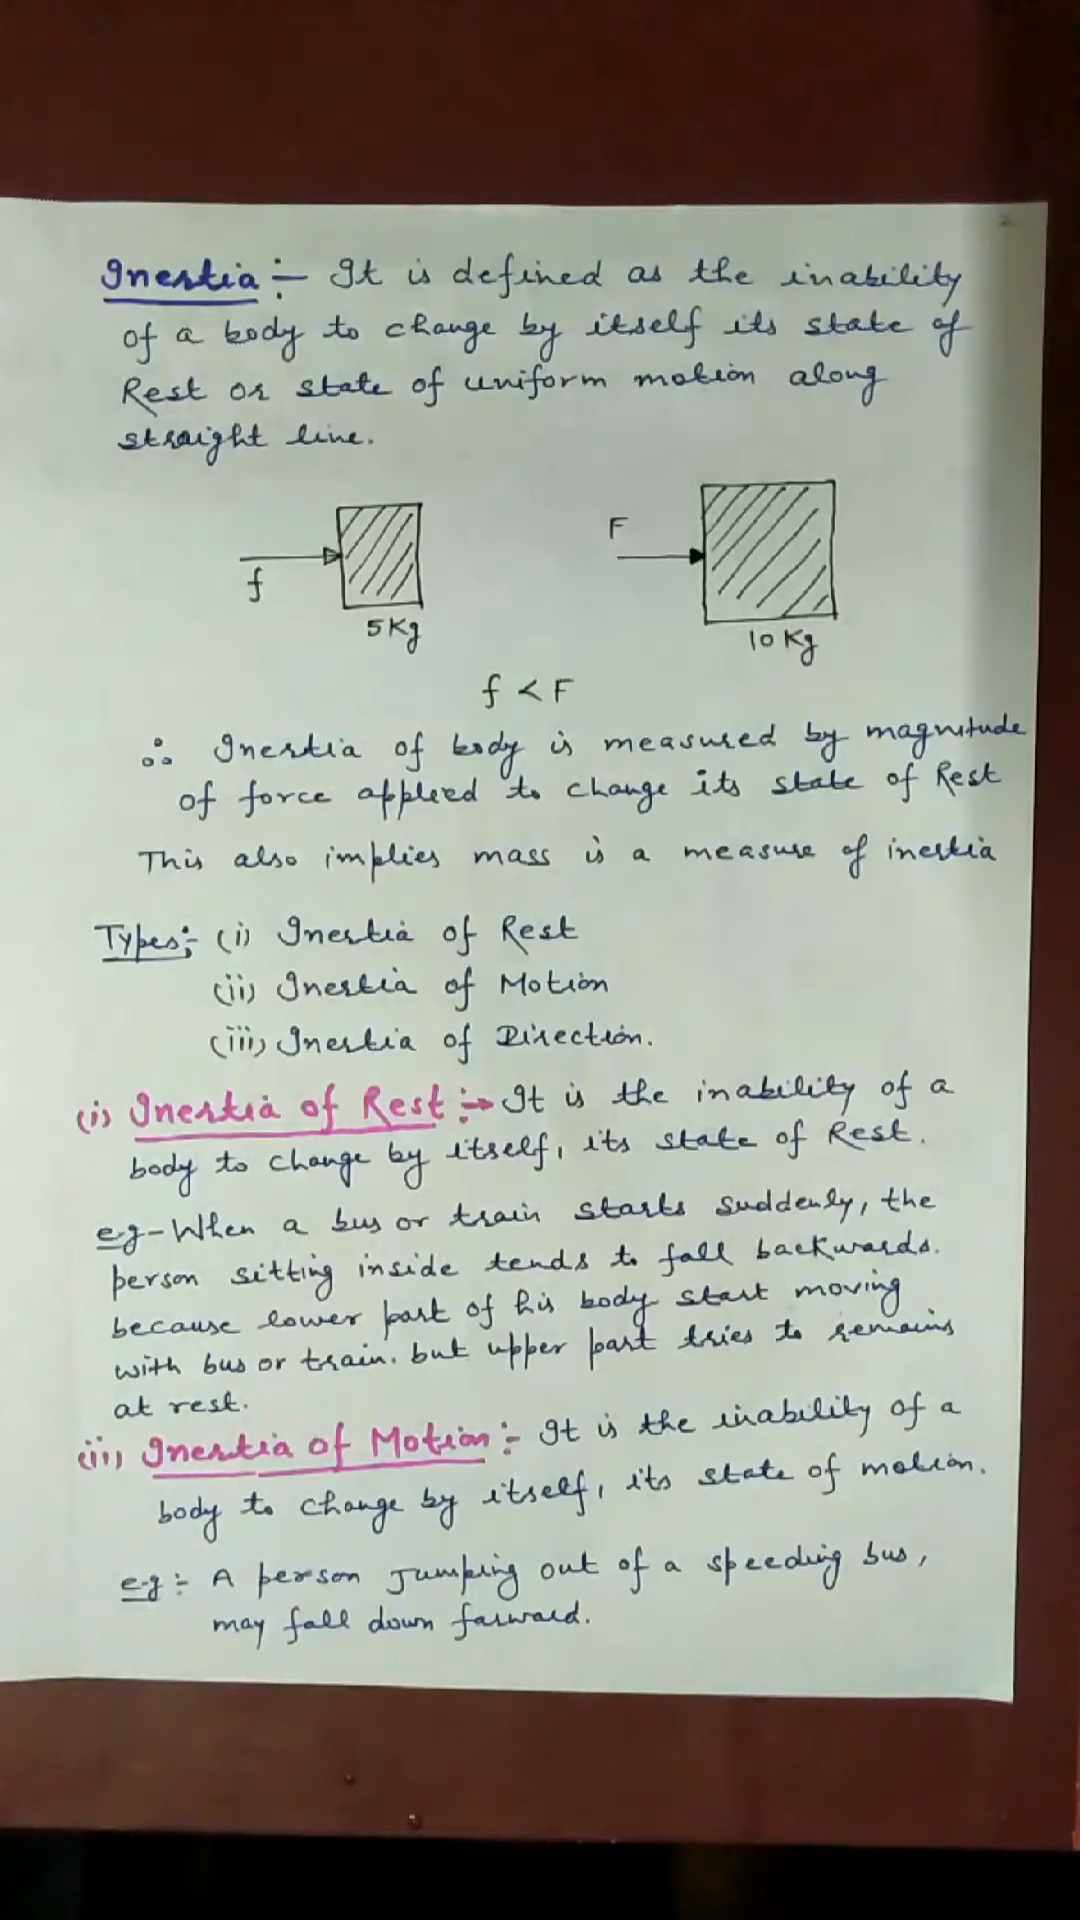 Inertia :- It is defined as the inability
of a body to change by itself its state of
Rest or state of uniform motion along
straight line.
f
5 Kg
F
10 Kg
f < F
∴ Inertia of body is measured by magnitude
of force applied to change its state of Rest
This also implies mass is a measure of inertia
Types:- (i) Inertia of Rest
(ii) Inertia of Motion
(iii) Inertia of Direction.
(i) Inertia of Rest :→ It is the inability of a
body to change by itself, its state of Rest.
e.g - When a bus or train starts suddenly, the
person sitting inside tends to fall backwards.
because lower part of his body start moving
with bus or train. but upper part tries to remains
at rest.
(ii) Inertia of Motion :- It is the inability of a
body to change by itself, its state of motion.
e.g :- A person Jumping out of a speeding bus,
may fall down farward.